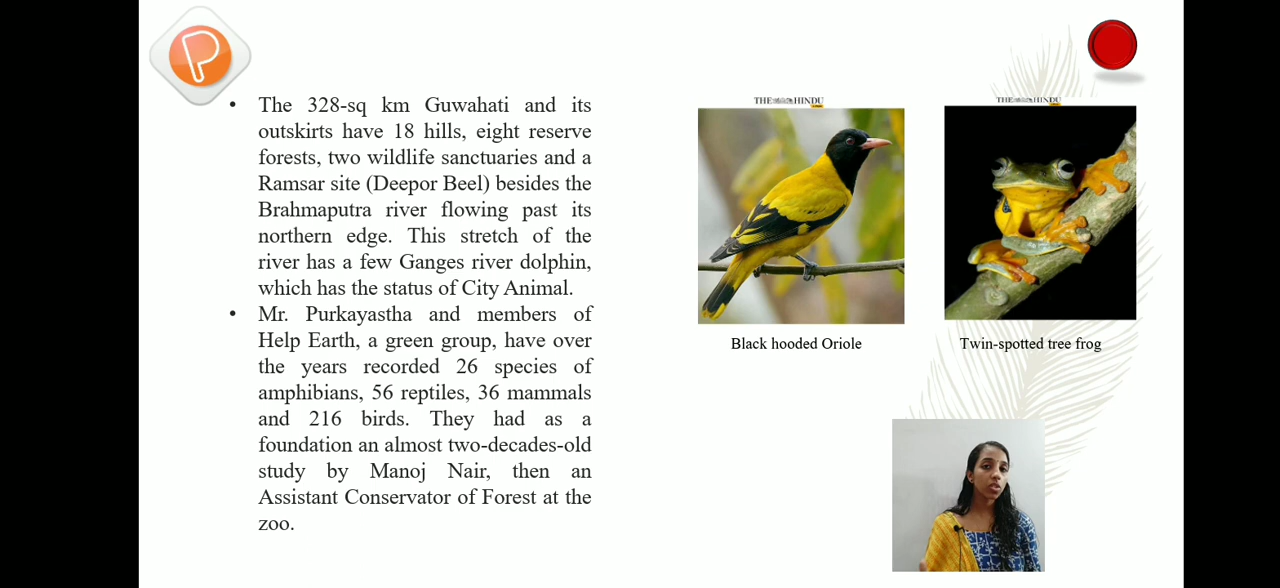 The 328-sq km Guwahati and its
outskirts have 18 hills, eight reserve
forests, two wildlife sanctuaries and a
Ramsar site (Deepor Beel) besides the
Brahmaputra river flowing past its
northern edge. This stretch of the
river has a few Ganges river dolphin,
which has the status of City Animal.
Mr. Purkayastha and members of
Help Earth, a green group, have over
the years recorded 26 species of
amphibians, 56 reptiles, 36 mammals
and 216 birds. They had as a
foundation an almost two-decades-old
study by Manoj Nair, then an
Assistant Conservator of Forest at the
zoo.
THE HINDU
THE HINDU
Black hooded Oriole
Twin-spotted tree frog